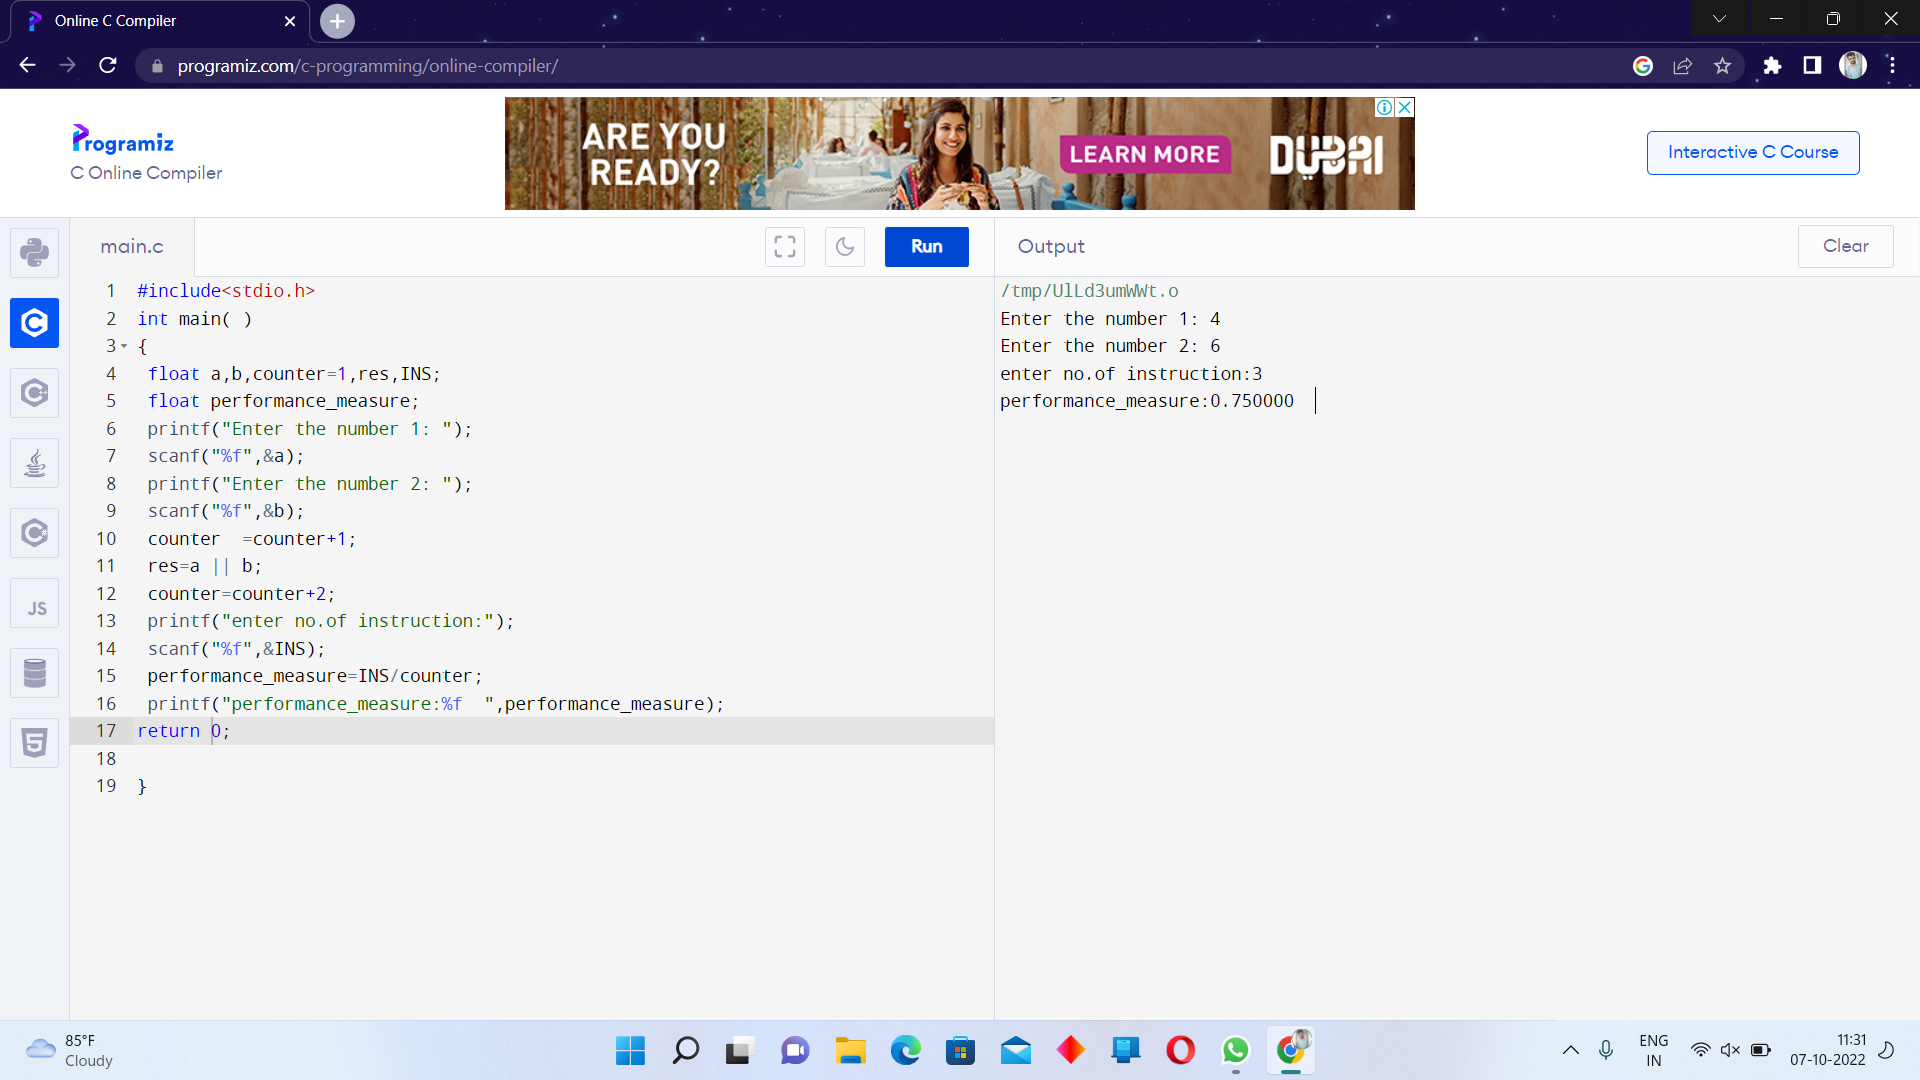 Online C Compiler
programiz.com/c-programming/online-compiler/
Programiz
C Online Compiler
ARE YOU
READY?
LEARN MORE
DUBAI
Interactive C Course
main.c
Run
Output
Clear
1 #include<stdio.h>
2 int main( )
3 {
4 float a,b,counter=1,res,INS;
5 float performance_measure;
6 printf("Enter the number 1: ");
7 scanf("%f",&a);
8 printf("Enter the number 2: ");
9 scanf("%f",&b);
10 counter  =counter+1;
11 res=a || b;
12 counter=counter+2;
13 printf("enter no.of instruction:");
14 scanf("%f",&INS);
15 performance_measure=INS/counter;
16 printf("performance_measure:%f  ",performance_measure);
17 return 0;
18
19 }
/tmp/UlLd3umWWt.o
Enter the number 1: 4
Enter the number 2: 6
enter no.of instruction:3
performance_measure:0.750000
JS
85°F
Cloudy
ENG
IN
11:31
07-10-2022